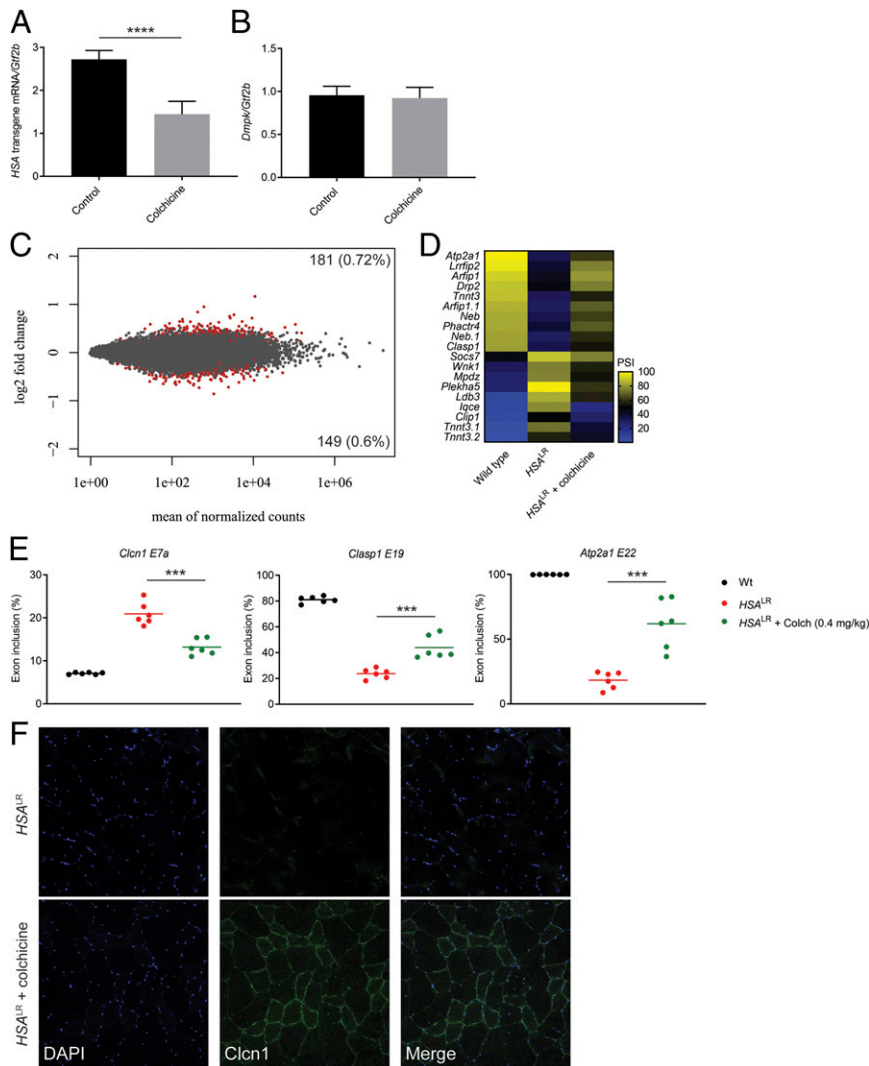 A
****
HSA transgene mRNA/Gtf2b
3
2
1
0
Control
Colchicine
B
Dmpk/Gtf2b
1.5
1.0
0.5
0.0
Control
Colchicine
C
181 (0.72%)
149 (0.6%)
log2 fold change
2
1
0
−1
−2
1e+00
1e+02
1e+04
1e+06
mean of normalized counts
D
Atp2a1
Lrrfip2
Arfip1
Drp2
Tnnt3
Arfip1.1
Neb
Phactr4
Neb.1
Clasp1
Socs7
Wnk1
Mpdz
Plekha5
Ldb3
Iqce
Clip1
Tnnt3.1
Tnnt3.2
Wild type
HSALR
HSALR + colchicine
PSI
100
80
60
40
20
E
Clcn1 E7a
***
Exon inclusion (%)
30
20
10
0
Clasp1 E19
***
Exon inclusion (%)
100
80
60
40
20
0
Atp2a1 E22
***
Exon inclusion (%)
100
50
0
Wt
HSALR
HSALR + Colch (0.4 mg/kg)
F
HSALR
HSALR + colchicine
DAPI
Clcn1
Merge